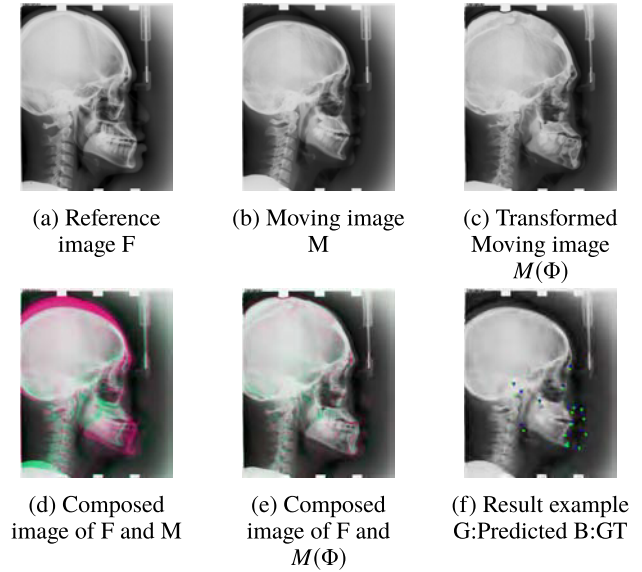 (a) Reference
image F
(b) Moving image
M
(c) Transformed
Moving image
M(Φ)
(d) Composed
image of F and M
(e) Composed
image of F and
M(Φ)
(f) Result example
G:Predicted B:GT